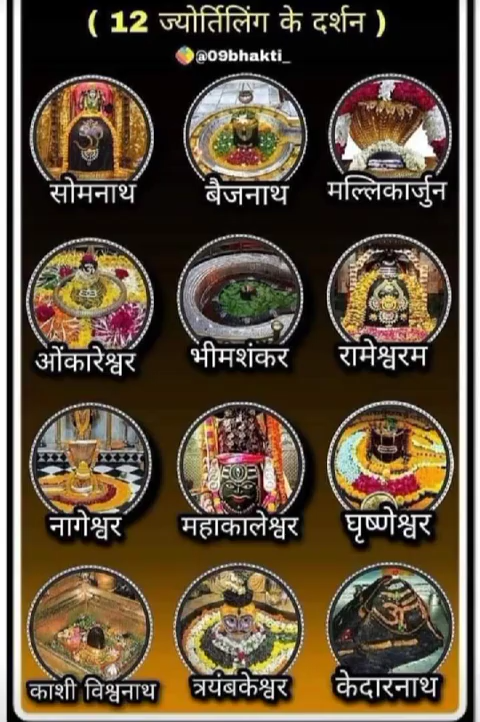 ( 12 ज्योर्तिलिंग के दर्शन )
@09bhakti_
सोमनाथ बैजनाथ मल्लिकार्जुन
ओंकारेश्वर भीमशंकर रामेश्वरम
नागेश्वर महाकालेश्वर घृष्णेश्वर
काशी विश्वनाथ त्रयंबकेश्वर केदारनाथ